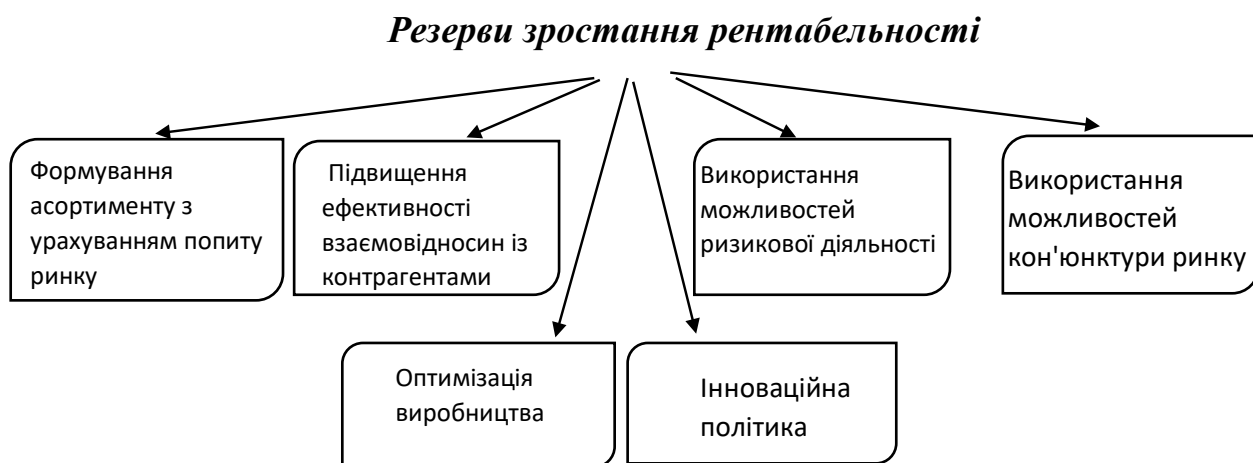 Резерви зростання рентабельності
Формування
асортименту з
урахуванням попиту
ринку
Підвищення
ефективності
взаємовідносин із
контрагентами
Використання
можливостей
ризикової діяльності
Використання
можливостей
кон'юнктури ринку
Оптимізація
виробництва
Інноваційна
політика